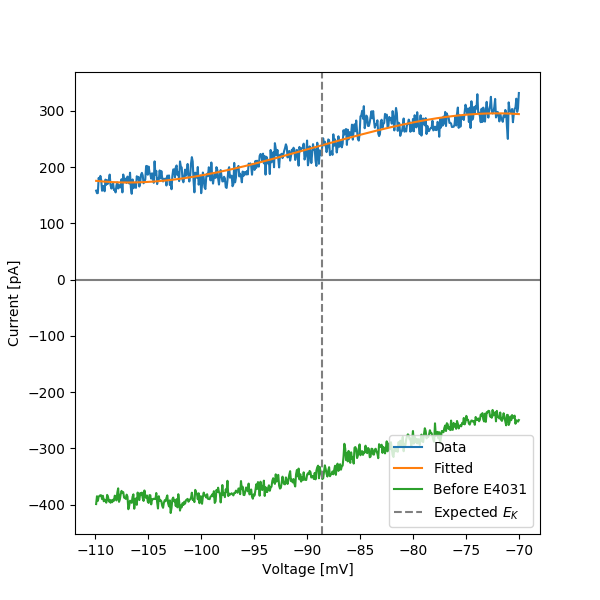 300
200
100
0
−100
−200
−300
−400
Current [pA]
−110
−105
−100
−95
−90
−85
−80
−75
−70
Voltage [mV]
Data
Fitted
Before E4031
Expected E_K